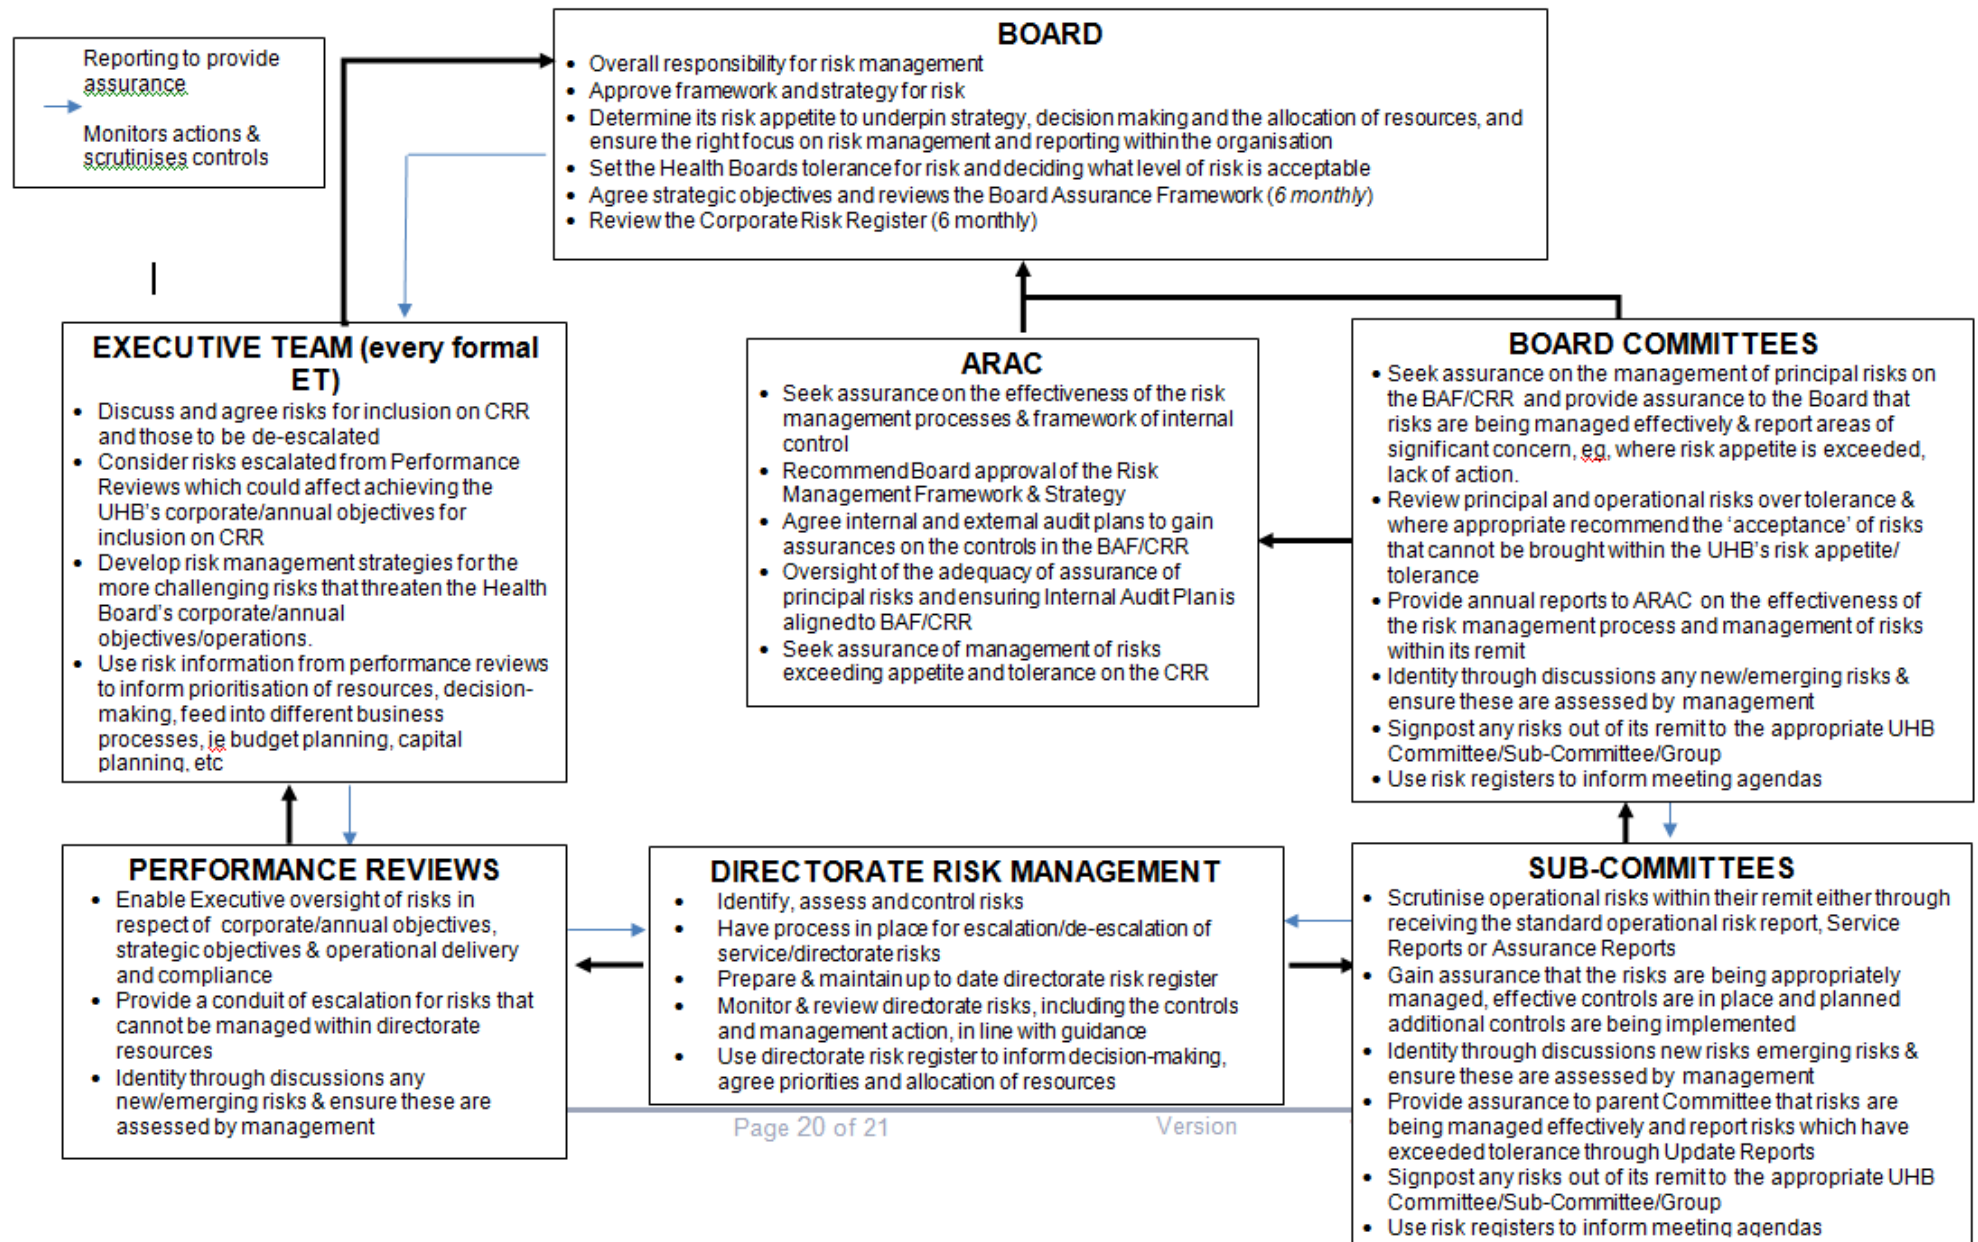 Reporting to provide
assurance
Monitors actions &
scrutinises controls
BOARD
• Overall responsibility for risk management
• Approve framework and strategy for risk
• Determine its risk appetite to underpin strategy, decision making and the allocation of resources, and
ensure the right focus on risk management and reporting within the organisation
• Set the Health Boards tolerance for risk and deciding what level of risk is acceptable
• Agree strategic objectives and reviews the Board Assurance Framework (6 monthly)
• Review the Corporate Risk Register (6 monthly)
EXECUTIVE TEAM (every formal
ET)
• Discuss and agree risks for inclusion on CRR
and those to be de-escalated
• Consider risks escalated from Performance
Reviews which could affect achieving the
UHB's corporate/annual objectives for
inclusion on CRR
• Develop risk management strategies for the
more challenging risks that threaten the Health
Board's corporate/annual
objectives/operations.
• Use risk information from performance reviews
to inform prioritisation of resources, decision-
making, feed into different business
processes, ie budget planning, capital
planning, etc
ARAC
• Seek assurance on the effectiveness of the risk
management processes & framework of internal
control
• Recommend Board approval of the Risk
Management Framework & Strategy
• Agree internal and external audit plans to gain
assurances on the controls in the BAF/CRR
• Oversight of the adequacy of assurance of
principal risks and ensuring Internal Audit Plan is
aligned to BAF/CRR
• Seek assurance of management of risks
exceeding appetite and tolerance on the CRR
BOARD COMMITTEES
• Seek assurance on the management of principal risks on
the BAF/CRR and provide assurance to the Board that
risks are being managed effectively & report areas of
significant concern, eg, where risk appetite is exceeded,
lack of action.
• Review principal and operational risks over tolerance &
where appropriate recommend the 'acceptance' of risks
that cannot be brought within the UHB's risk appetite/
tolerance
• Provide annual reports to ARAC on the effectiveness of
the risk management process and management of risks
within its remit
• Identity through discussions any new/emerging risks &
ensure these are assessed by management
• Signpost any risks out of its remit to the appropriate UHB
Committee/Sub-Committee/Group
• Use risk registers to inform meeting agendas
PERFORMANCE REVIEWS
• Enable Executive oversight of risks in
respect of corporate/annual objectives,
strategic objectives & operational delivery
and compliance
• Provide a conduit of escalation for risks that
cannot be managed within directorate
resources
• Identity through discussions any
new/emerging risks & ensure these are
assessed by management
DIRECTORATE RISK MANAGEMENT
• Identify, assess and control risks
• Have process in place for escalation/de-escalation of
service/directorate risks
• Prepare & maintain up to date directorate risk register
• Monitor & review directorate risks, including the controls
and management action, in line with guidance
• Use directorate risk register to inform decision-making,
agree priorities and allocation of resources
SUB-COMMITTEES
• Scrutinise operational risks within their remit either through
receiving the standard operational risk report, Service
Reports or Assurance Reports
• Gain assurance that the risks are being appropriately
managed, effective controls are in place and planned
additional controls are being implemented
• Identity through discussions new risks emerging risks &
ensure these are assessed by management
• Provide assurance to parent Committee that risks are
being managed effectively and report risks which have
exceeded tolerance through Update Reports
• Signpost any risks out of its remit to the appropriate UHB
Committee/Sub-Committee/Group
• Use risk registers to inform meeting agendas
Page 20 of 21 Version